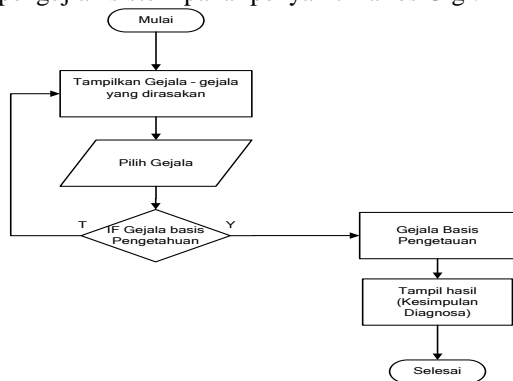 Mulai
Tampilkan Gejala - gejala
yang dirasakan
Pilih Gejala
T
IF Gejala basis
Pengetahuan
Y
Gejala Basis
Pengetauan
Tampil hasil
(Kesimpulan
Diagnosa)
Selesai